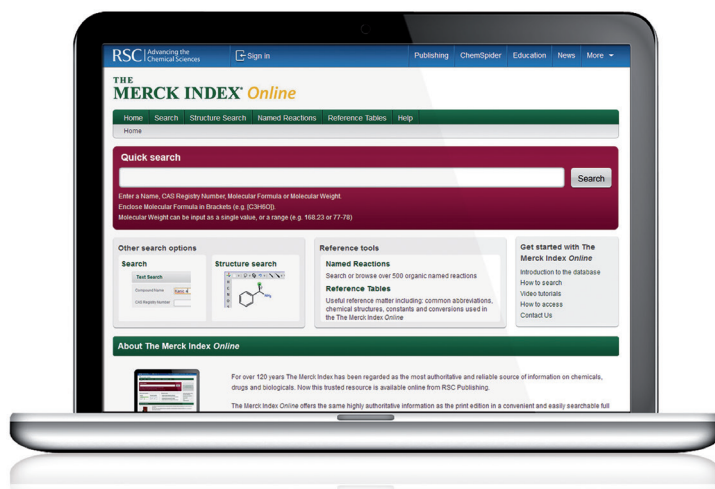 RSC Advancing the
Chemical Sciences
Sign In
Publishing ChemSpider Education News More
THE
MERCK INDEX Online
Home Search Structure Search Named Reactions Reference Tables Help
Home
Quick search
Search
Enter a Name, CAS Registry Number, Molecular Formula or Molecular Weight.
Enclose Molecular Formula in Brackets (e.g. [C3H6O]).
Molecular Weight can be input as a single value, or a range (e.g. 168.23 or 77-78)
Other search options
Search
Text Search
Compound Name
CAS Registry Number
Structure search
Reference tools
Named Reactions
Search or browse over 500 organic named reactions
Reference Tables
Useful reference matter including: common abbreviations,
chemical structures, constants and conversions used in
the The Merck Index Online
Get started with The
Merck Index Online
Introduction to the database
How to search
Video tutorials
How to access
Contact Us
About The Merck Index Online
For over 120 years The Merck Index has been regarded as the most authoritative and reliable source of information on chemicals,
drugs and biologicals. Now this trusted resource is available online from RSC Publishing.
The Merck Index Online offers the same highly authoritative information as the print edition in a convenient and easily searchable full